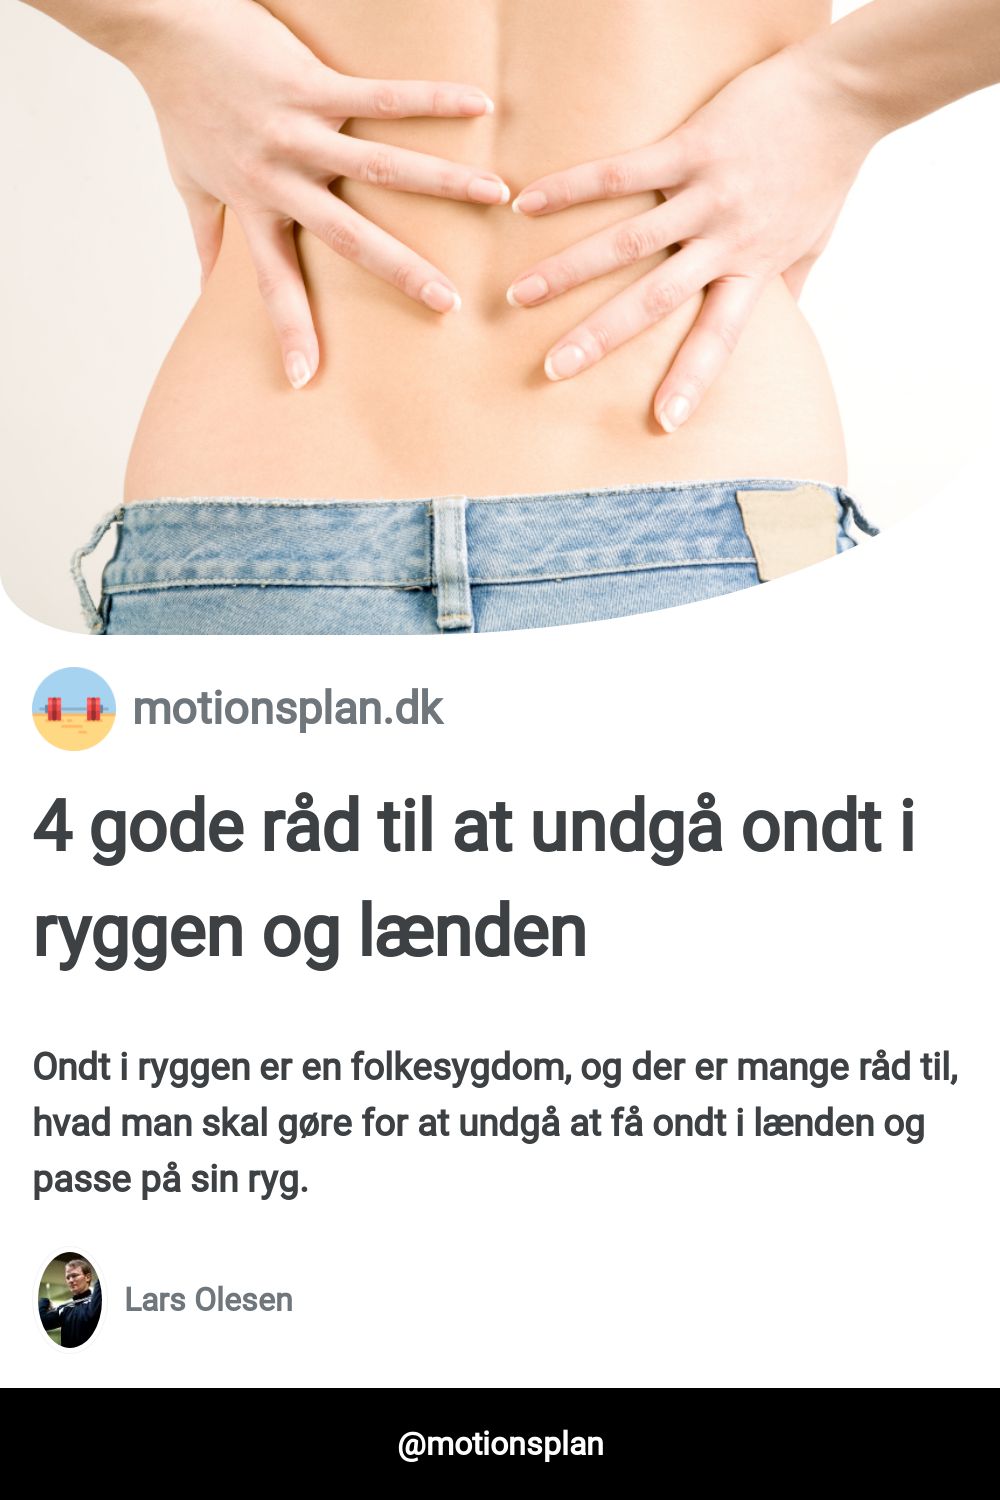 motionsplan.dk
4 gode råd til at undgå ondt i
ryggen og lænden
Ondt i ryggen er en folkesygdom, og der er mange råd til,
hvad man skal gøre for at undgå at få ondt i lænden og
passe på sin ryg.
Lars Olesen
@motionsplan